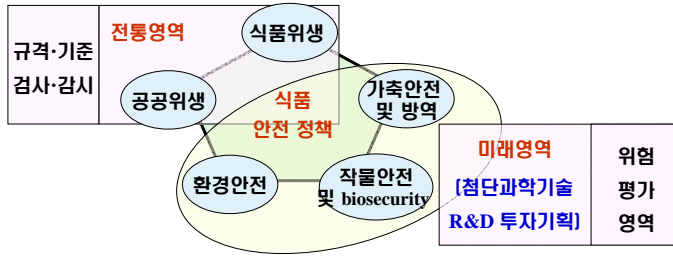 규격·기준
검사·감시
전통영역
식품위생
공공위생
식품
안전 정책
가축안전
및 방역
환경안전
작물안전
및 biosecurity
미래영역
(첨단과학기술
R&D 투자기획)
위험
평가
영역